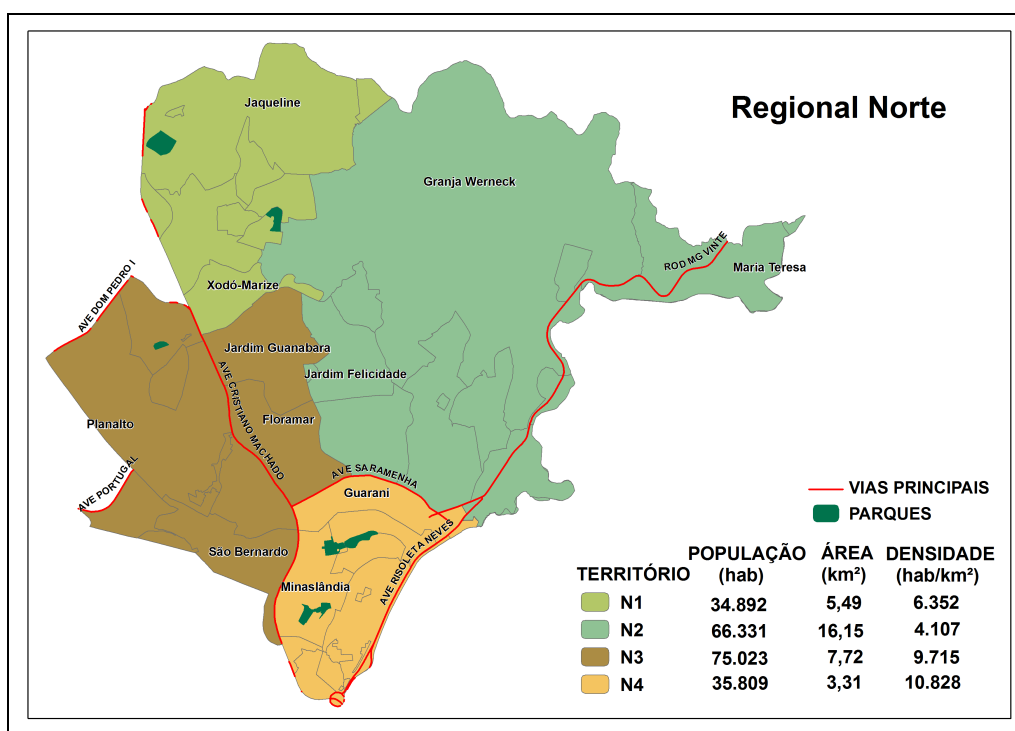 Regional Norte
Jaqueline
Granja Werneck
ROD MG VINTE
Maria Teresa
Xodó-Marize
AVE DOM PEDRO I
Jardim Guanabara
AVE CRISTIANO MACHADO
Jardim Felicidade
Planalto
Floramar
AVE PORTUGAL
AVE SARAMENHA
Guarani
AVE RISOLETA NEVES
São Bernardo
Minaslândia
VIAS PRINCIPAIS
PARQUES
TERRITÓRIO POPULAÇÃO (hab) ÁREA (km²) DENSIDADE (hab/km²)
N1 34.892 5,49 6.352
N2 66.331 16,15 4.107
N3 75.023 7,72 9.715
N4 35.809 3,31 10.828